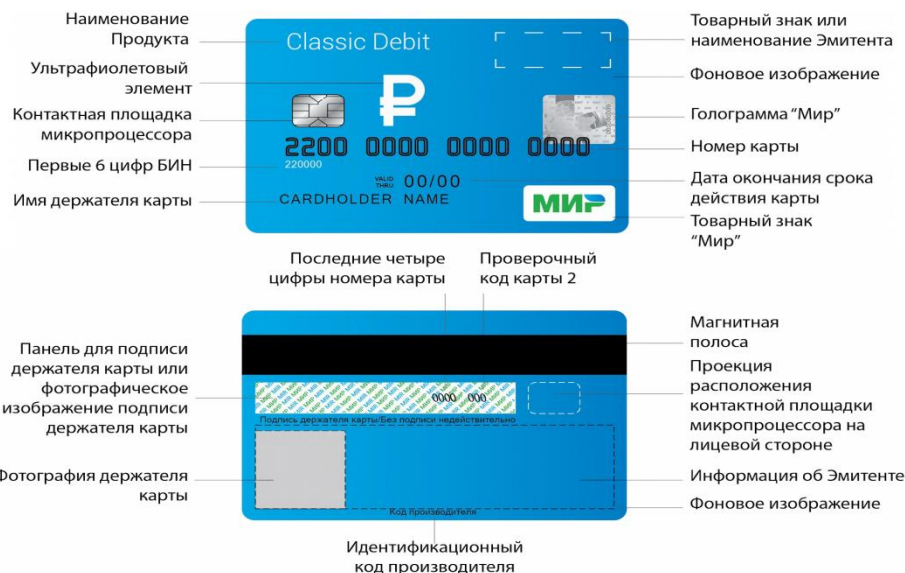 Наименование
Продукта
Ультрафиолетовый
элемент
Контактная площадка
микропроцессора
Первые 6 цифр БИН
Имя держателя карты
Classic Debit
2200 0000 0000 0000
220000
VALID
THRU 00/00
CARDHOLDER NAME
МИР
Товарный знак или
наименование Эмитента
Фоновое изображение
Голограмма “Мир”
Номер карты
Дата окончания срока
действия карты
Товарный знак
“Мир”
Последние четыре
цифры номера карты
Проверочный
код карты 2
Панель для подписи
держателя карты или
фотографическое
изображение подписи
держателя карты
Фотография держателя
карты
0000 000
Подпись держателя карты/Без подписи недействительно
Код производителя
Магнитная
полоса
Проекция
расположения
контактной площадки
микропроцессора на
лицевой стороне
Информация об Эмитенте
Фоновое изображение
Идентификационный
код производителя